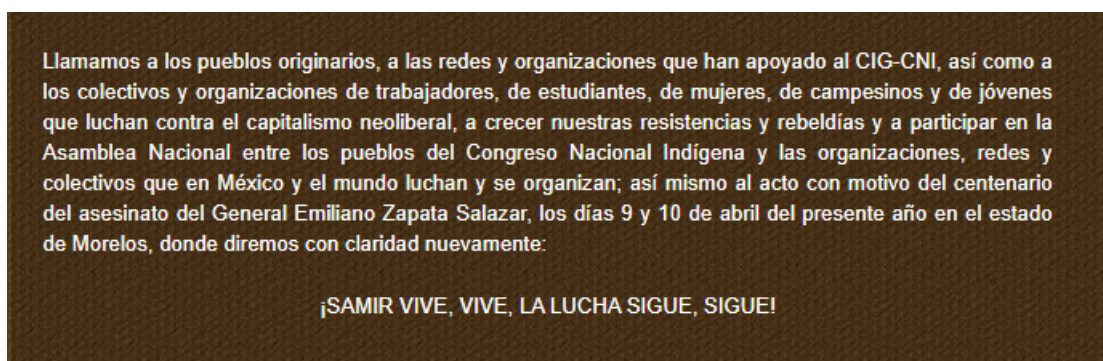 Llamamos a los pueblos originarios, a las redes y organizaciones que han apoyado al CIG-CNI, así como a
los colectivos y organizaciones de trabajadores, de estudiantes, de mujeres, de campesinos y de jóvenes
que luchan contra el capitalismo neoliberal, a crecer nuestras resistencias y rebeldías y a participar en la
Asamblea Nacional entre los pueblos del Congreso Nacional Indígena y las organizaciones, redes y
colectivos que en México y el mundo luchan y se organizan; así mismo al acto con motivo del centenario
del asesinato del General Emiliano Zapata Salazar, los días 9 y 10 de abril del presente año en el estado
de Morelos, donde diremos con claridad nuevamente:
¡SAMIR VIVE, VIVE, LA LUCHA SIGUE, SIGUE!